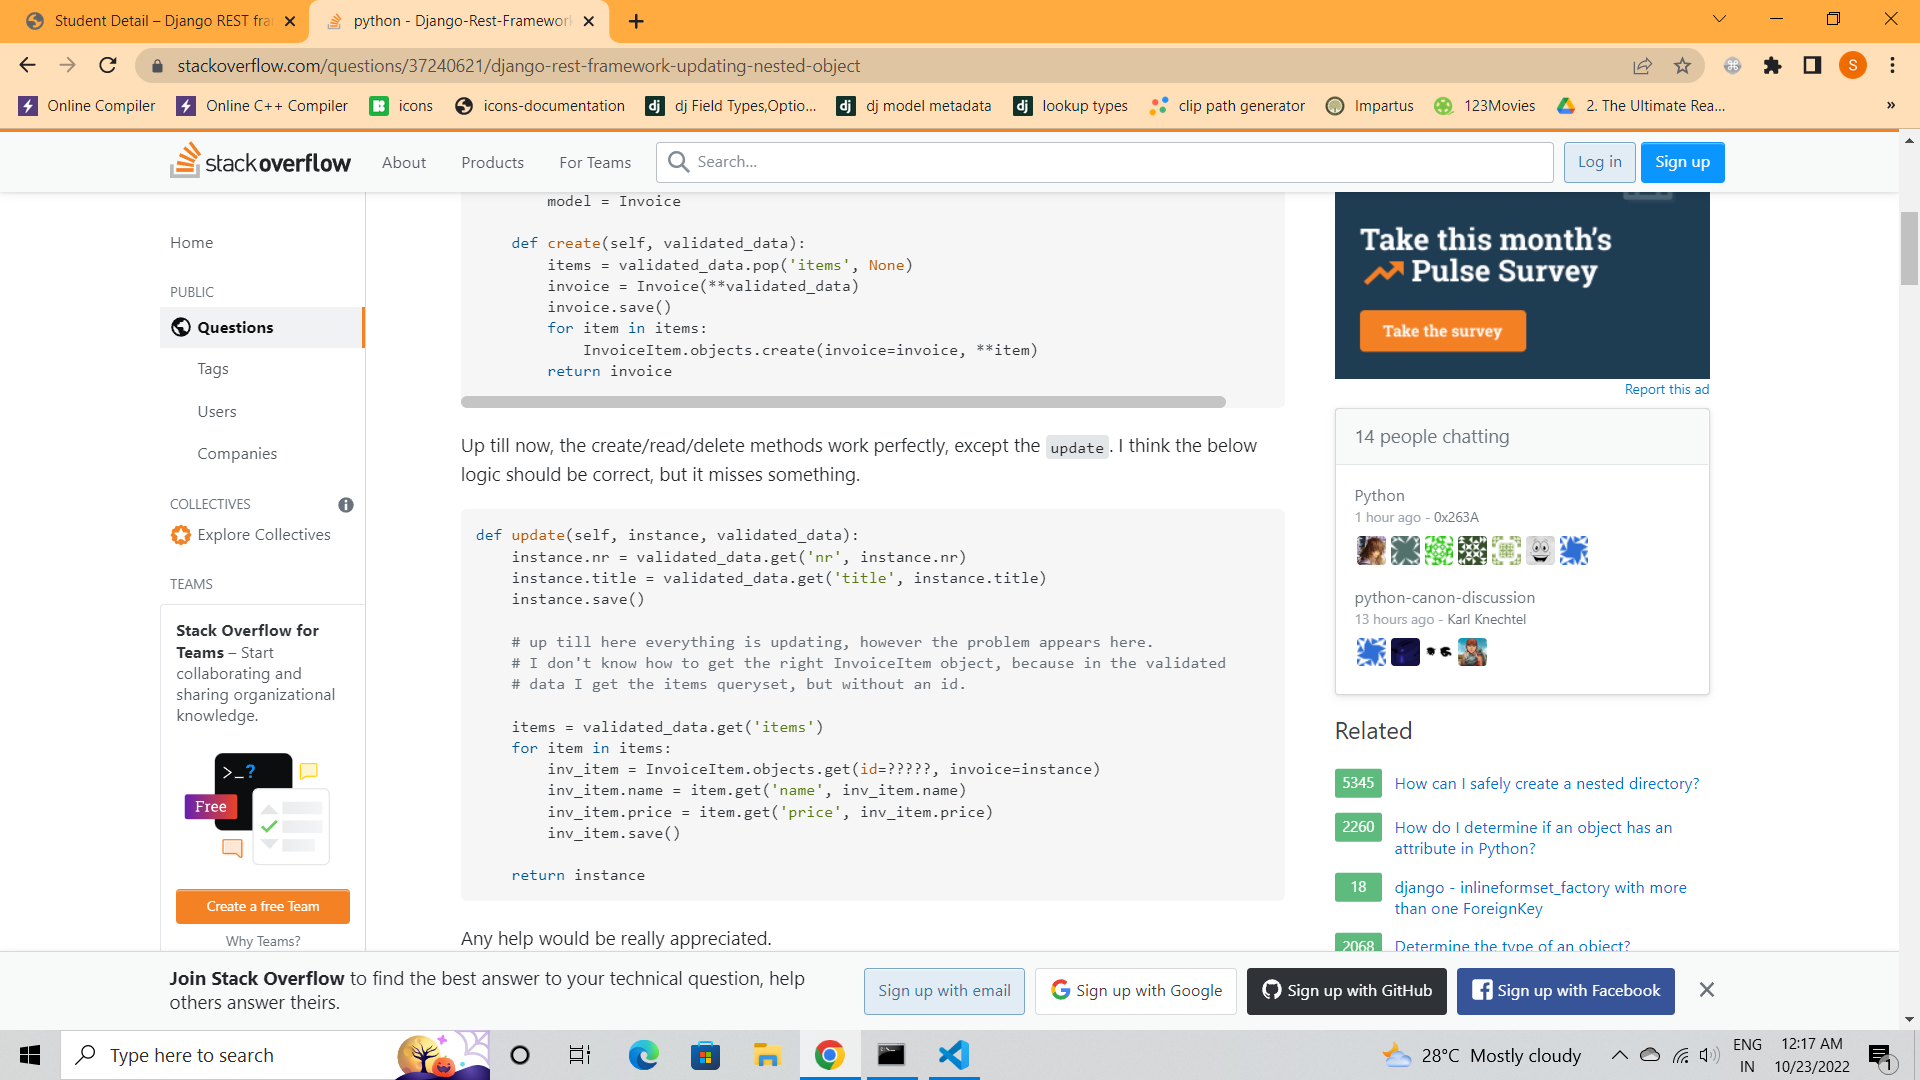 Student Detail – Django REST fra
python - Django-Rest-Framework
stackoverflow.com/questions/37240621/django-rest-framework-updating-nested-object
S
Online Compiler
Online C++ Compiler
icons
icons-documentation
dj
dj Field Types,Optio...
dj
dj model metadata
dj
lookup types
clip path generator
Impartus
123Movies
2. The Ultimate Rea...
»
stackoverflow
About
Products
For Teams
Search...
Log in
Sign up
Home
PUBLIC
Questions
Tags
Users
Companies
COLLECTIVES
Explore Collectives
TEAMS
Stack Overflow for
Teams – Start
collaborating and
sharing organizational
knowledge.
>_?
Free
Create a free Team
Why Teams?
model = Invoice
def create(self, validated_data):
items = validated_data.pop('items', None)
invoice = Invoice(**validated_data)
invoice.save()
for item in items:
InvoiceItem.objects.create(invoice=invoice, **item)
return invoice
Up till now, the create/read/delete methods work perfectly, except the update. I think the below
logic should be correct, but it misses something.
def update(self, instance, validated_data):
instance.nr = validated_data.get('nr', instance.nr)
instance.title = validated_data.get('title', instance.title)
instance.save()
# up till here everything is updating, however the problem appears here.
# I don't know how to get the right InvoiceItem object, because in the validated
# data I get the items queryset, but without an id.
items = validated_data.get('items')
for item in items:
inv_item = InvoiceItem.objects.get(id=?????, invoice=instance)
inv_item.name = item.get('name', inv_item.name)
inv_item.price = item.get('price', inv_item.price)
inv_item.save()
return instance
Any help would be really appreciated.
Take this month's
Pulse Survey
Take the survey
Report this ad
14 people chatting
Python
1 hour ago - 0x263A
python-canon-discussion
13 hours ago - Karl Knechtel
Related
5345
How can I safely create a nested directory?
2260
How do I determine if an object has an
attribute in Python?
18
django - inlineformset_factory with more
than one ForeignKey
2068
Determine the type of an object?
Join Stack Overflow to find the best answer to your technical question, help
others answer theirs.
Sign up with email
Sign up with Google
Sign up with GitHub
Sign up with Facebook
Type here to search
28°C Mostly cloudy
ENG
IN
12:17 AM
10/23/2022
1